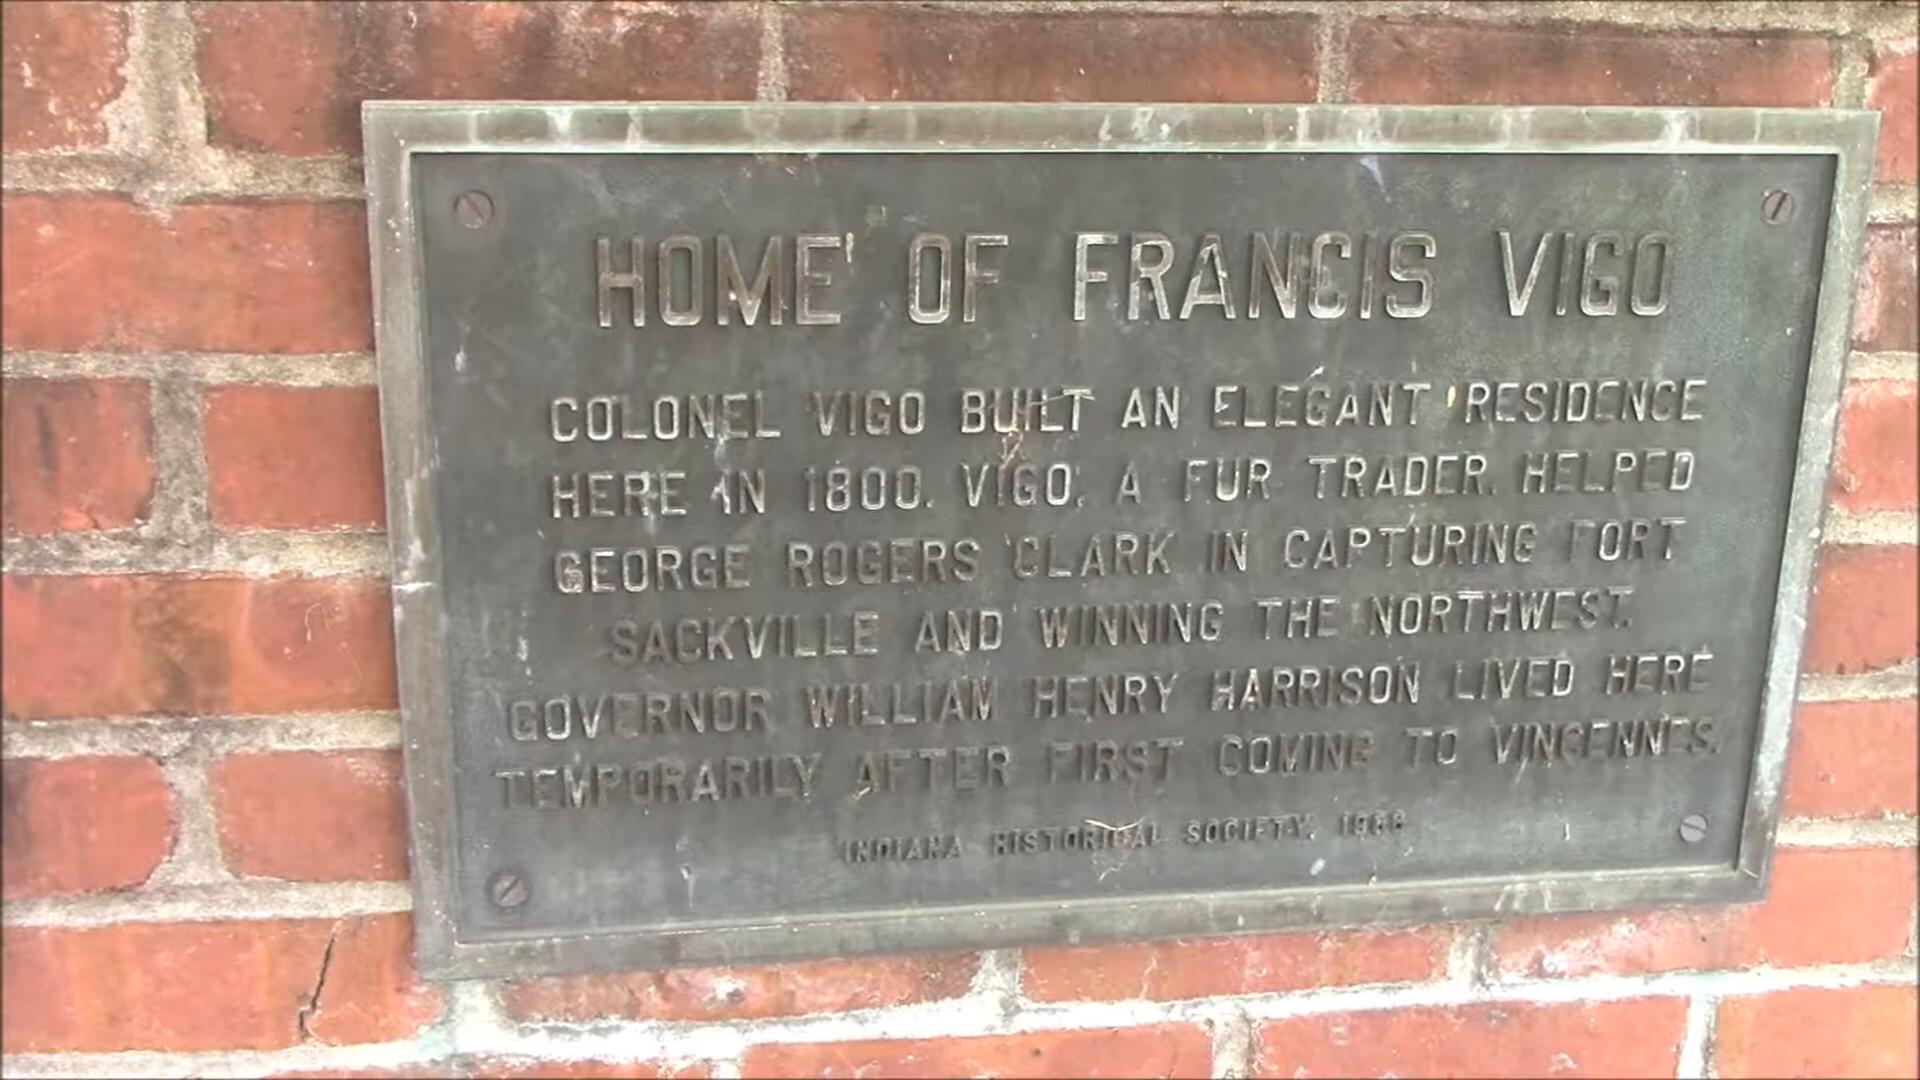 HOME OF FRANCIS VIGO
COLONEL VIGO BUILT AN ELEGANT RESIDENCE
HERE IN 1800. VIGO, A FUR TRADER, HELPED
GEORGE ROGERS CLARK IN CAPTURING FORT
SACKVILLE AND WINNING THE NORTHWEST.
GOVERNOR WILLIAM HENRY HARRISON LIVED HERE
TEMPORARILY AFTER FIRST COMING TO VINCENNES.
INDIANA HISTORICAL SOCIETY,